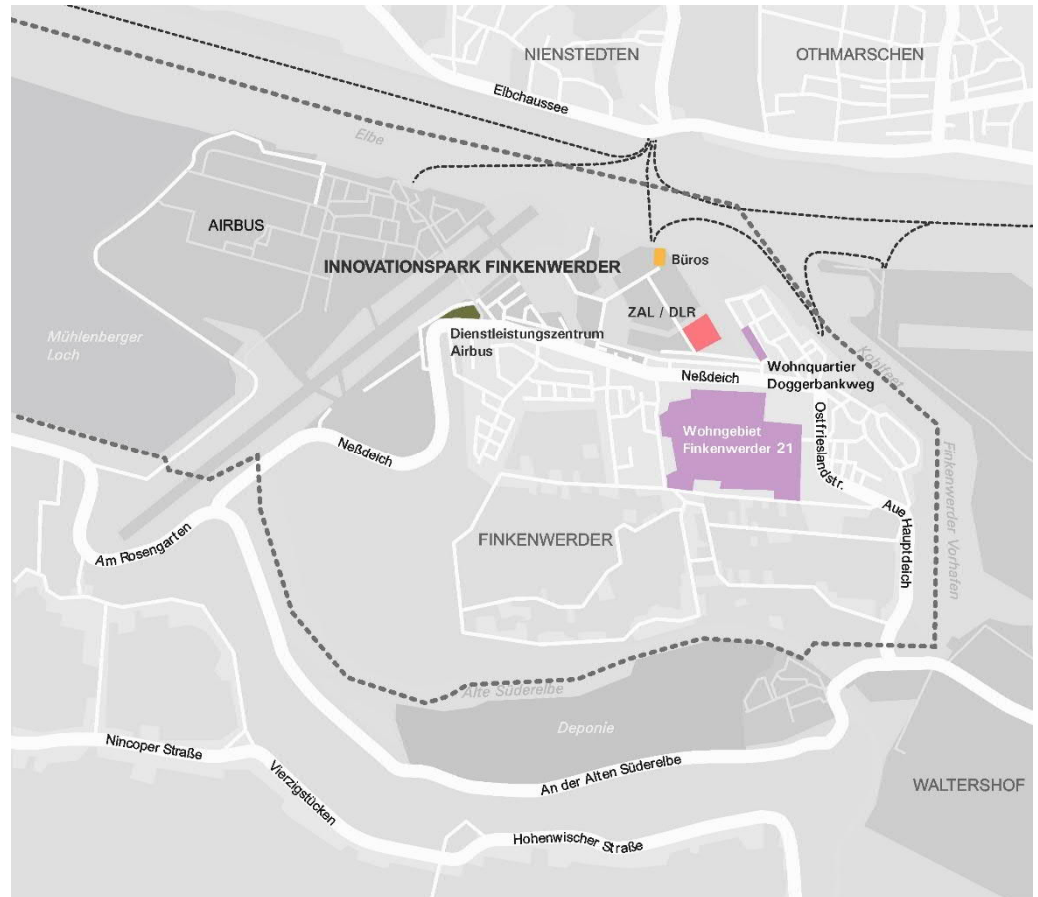 NIENSTEDTEN
OTHMARSCHEN
Elbchaussee
Elbe
AIRBUS
INNOVATIONSPARK FINKENWERDER
Büros
ZAL / DLR
Mühlenberger
Loch
Dienstleistungszentrum
Airbus
Wohnquartier
Doggerbankweg
Kohlfleet
Neßdeich
Neßdeich
Ostfrieslandstr.
Wohngebiet
Finkenwerder 21
Finkenwerder Vorhafen
Aue Hauptdeich
Am Rosengarten
FINKENWERDER
Alte Süderelbe
Deponie
Nincoper Straße
Vierzigstücken
An der Alten Süderelbe
WALTERSHOF
Hohenwischer Straße